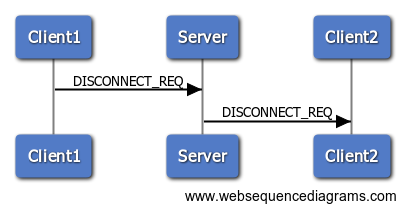 Client1 Server Client2
DISCONNECT_REQ
DISCONNECT_REQ
Client1 Server Client2
www.websequencediagrams.com